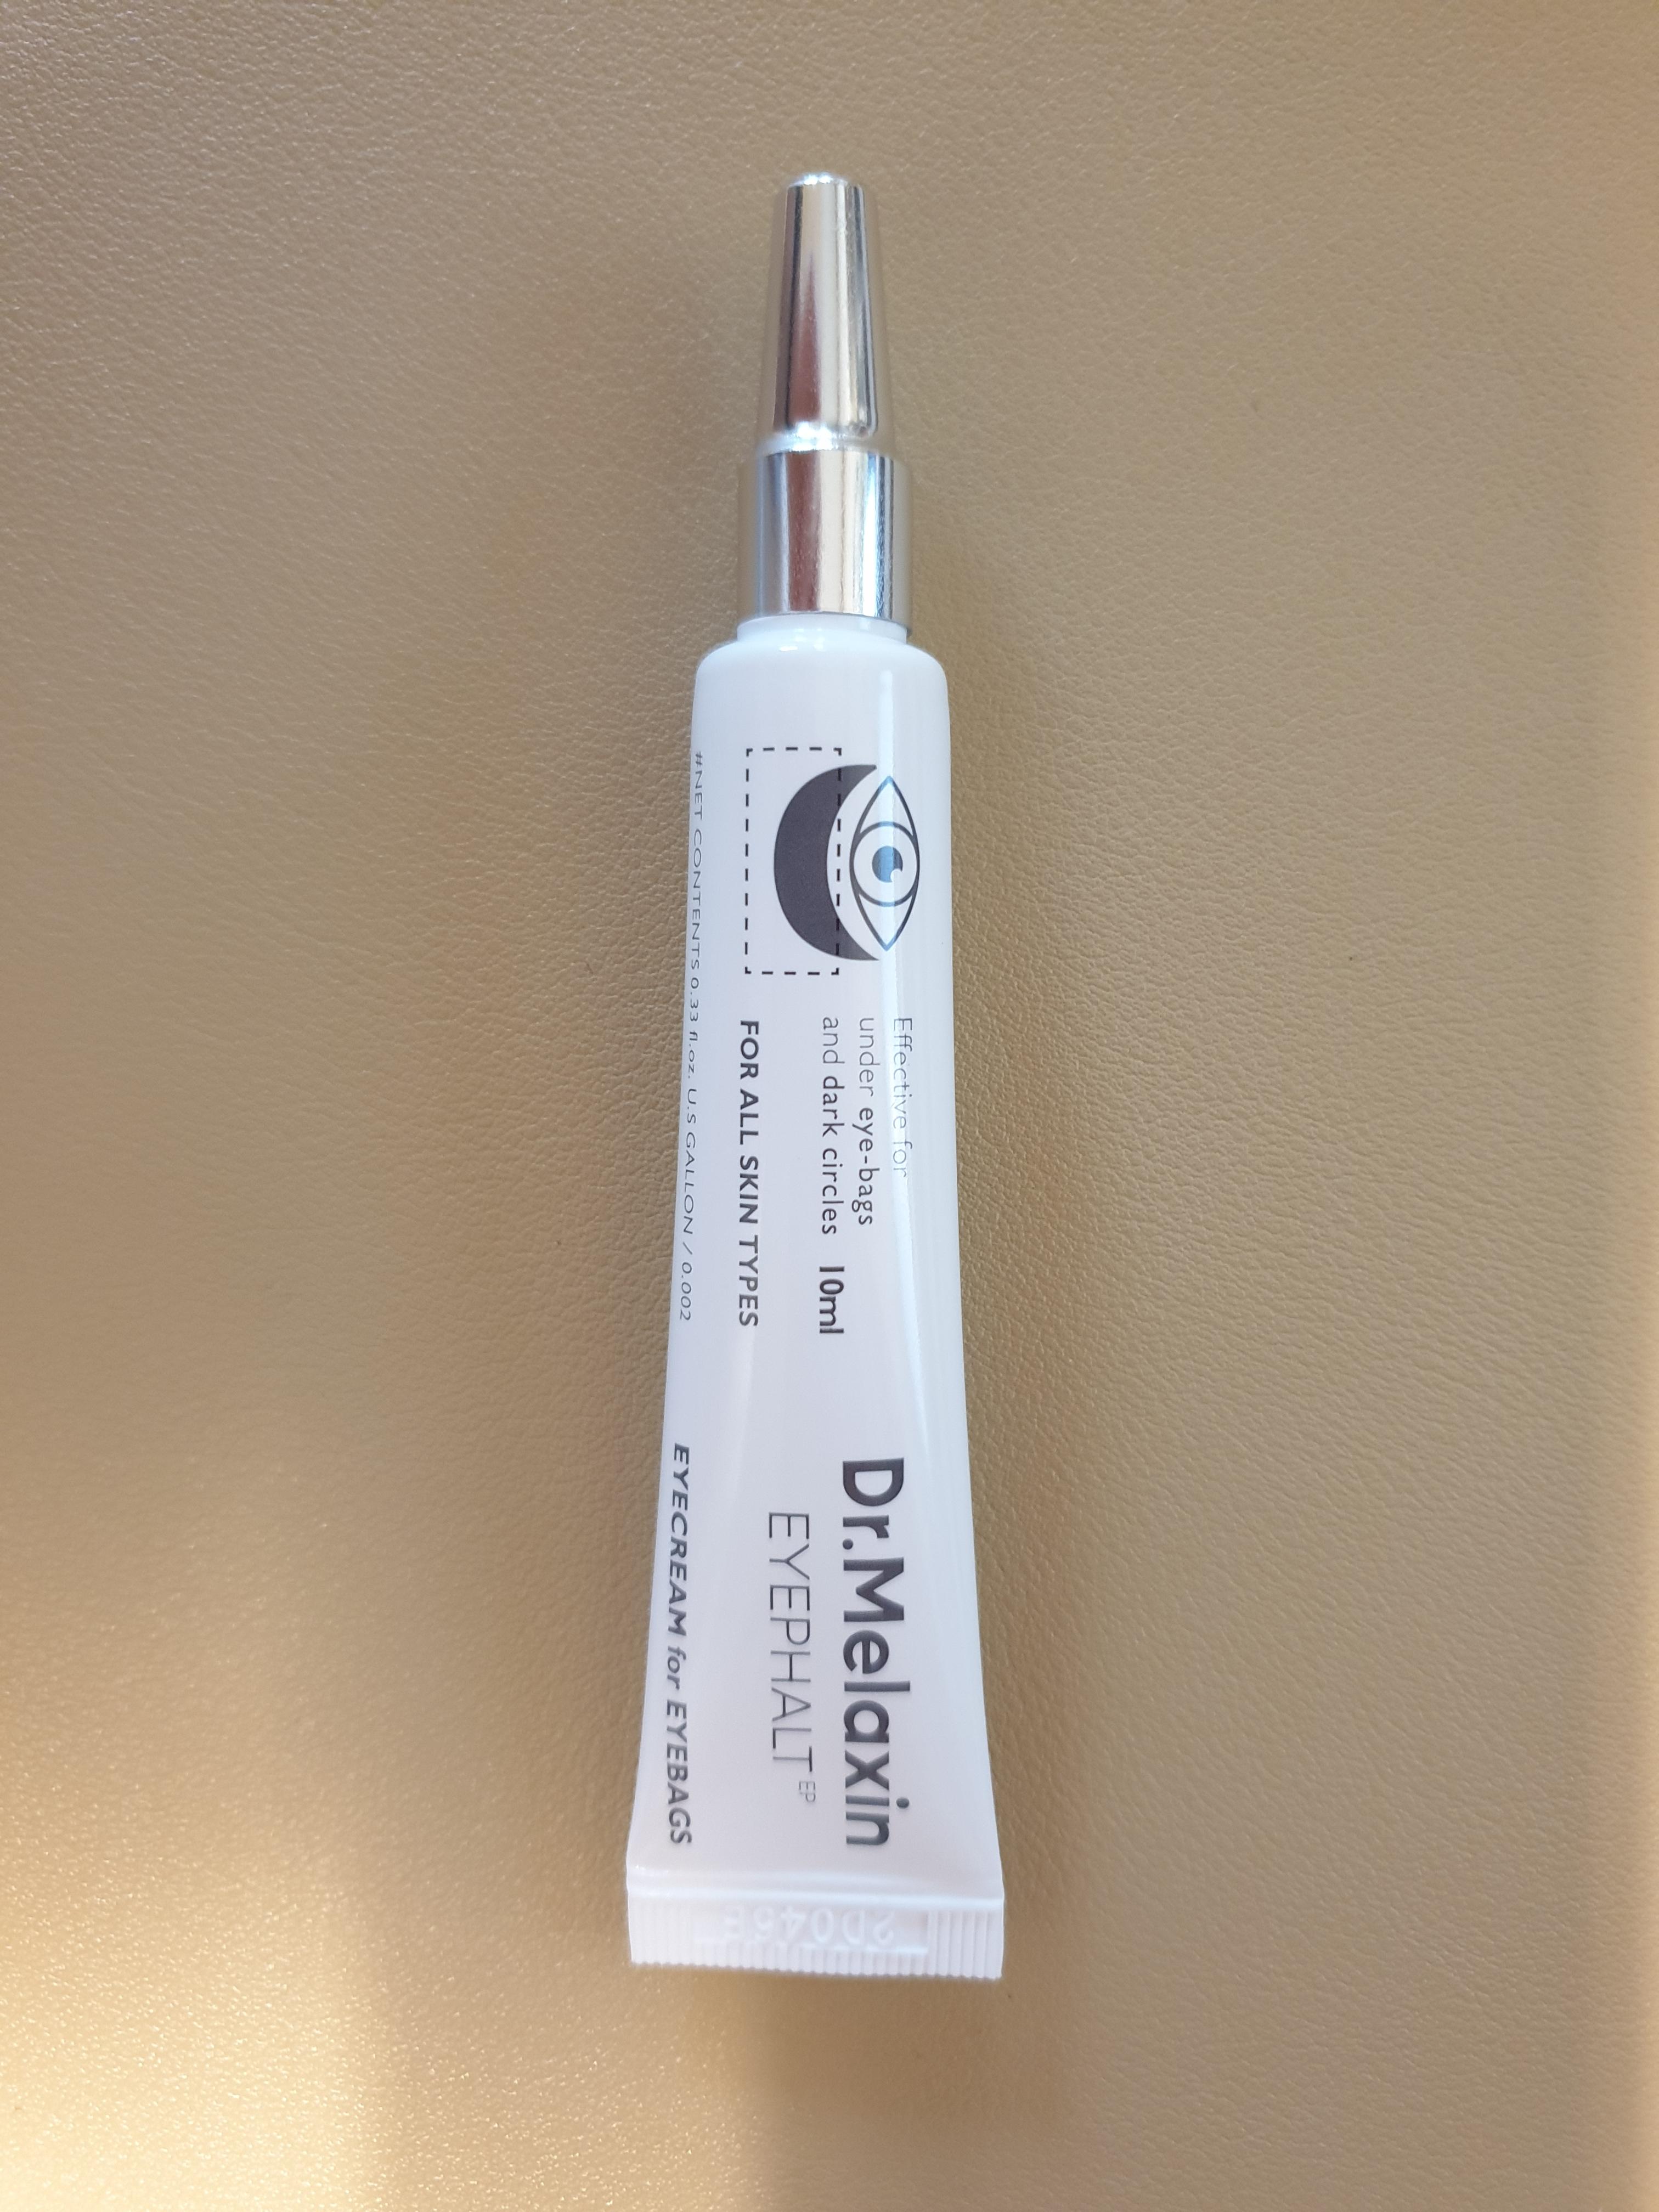 Effective for
under eye-bags
and dark circles 10ml
FOR ALL SKIN TYPES
#NET CONTENTS 0.33 fl.oz. U.S GALLON / 0.002
Dr.Melaxin
EYEPHALT EP
EYECREAM for EYEBAGS